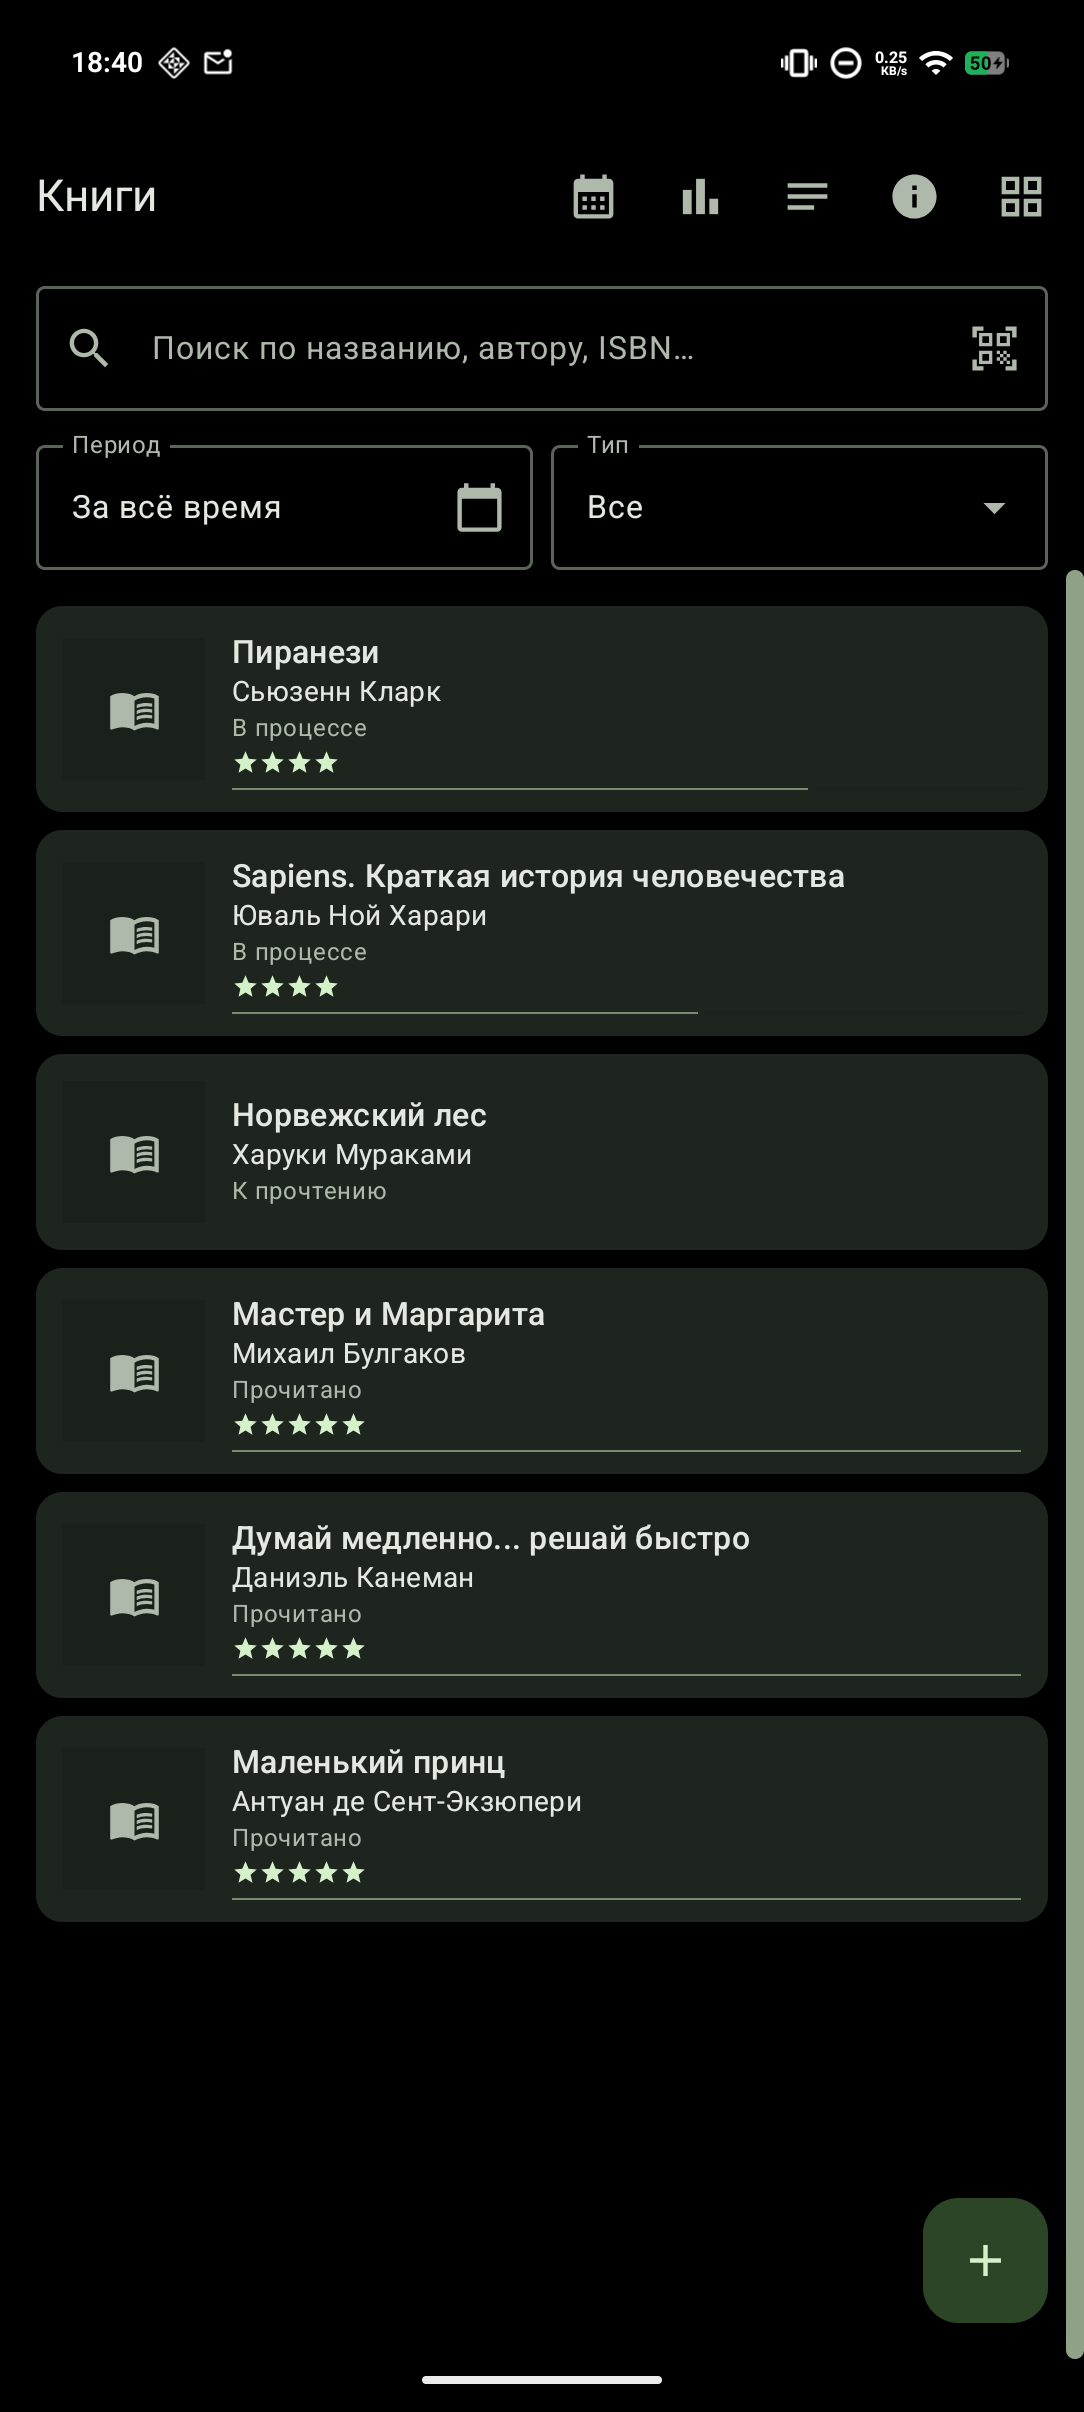 18:40
0.25
KB/s
50
Книги
Поиск по названию, автору, ISBN…
Период
Тип
За всё время
Все
Пиранези
Сьюзенн Кларк
В процессе
Sapiens. Краткая история человечества
Юваль Ной Харари
В процессе
Норвежский лес
Харуки Мураками
К прочтению
Мастер и Маргарита
Михаил Булгаков
Прочитано
Думай медленно... решай быстро
Даниэль Канеман
Прочитано
Маленький принц
Антуан де Сент-Экзюпери
Прочитано